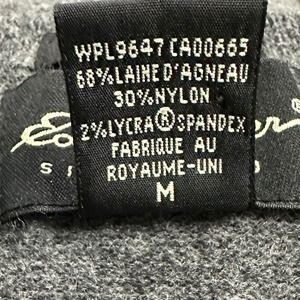 WPL9647 CA00665
68% LAINE D'AGNEAU
30% NYLON
2% LYCRA® SPANDEX
FABRIQUE AU
ROYAUME-UNI
M